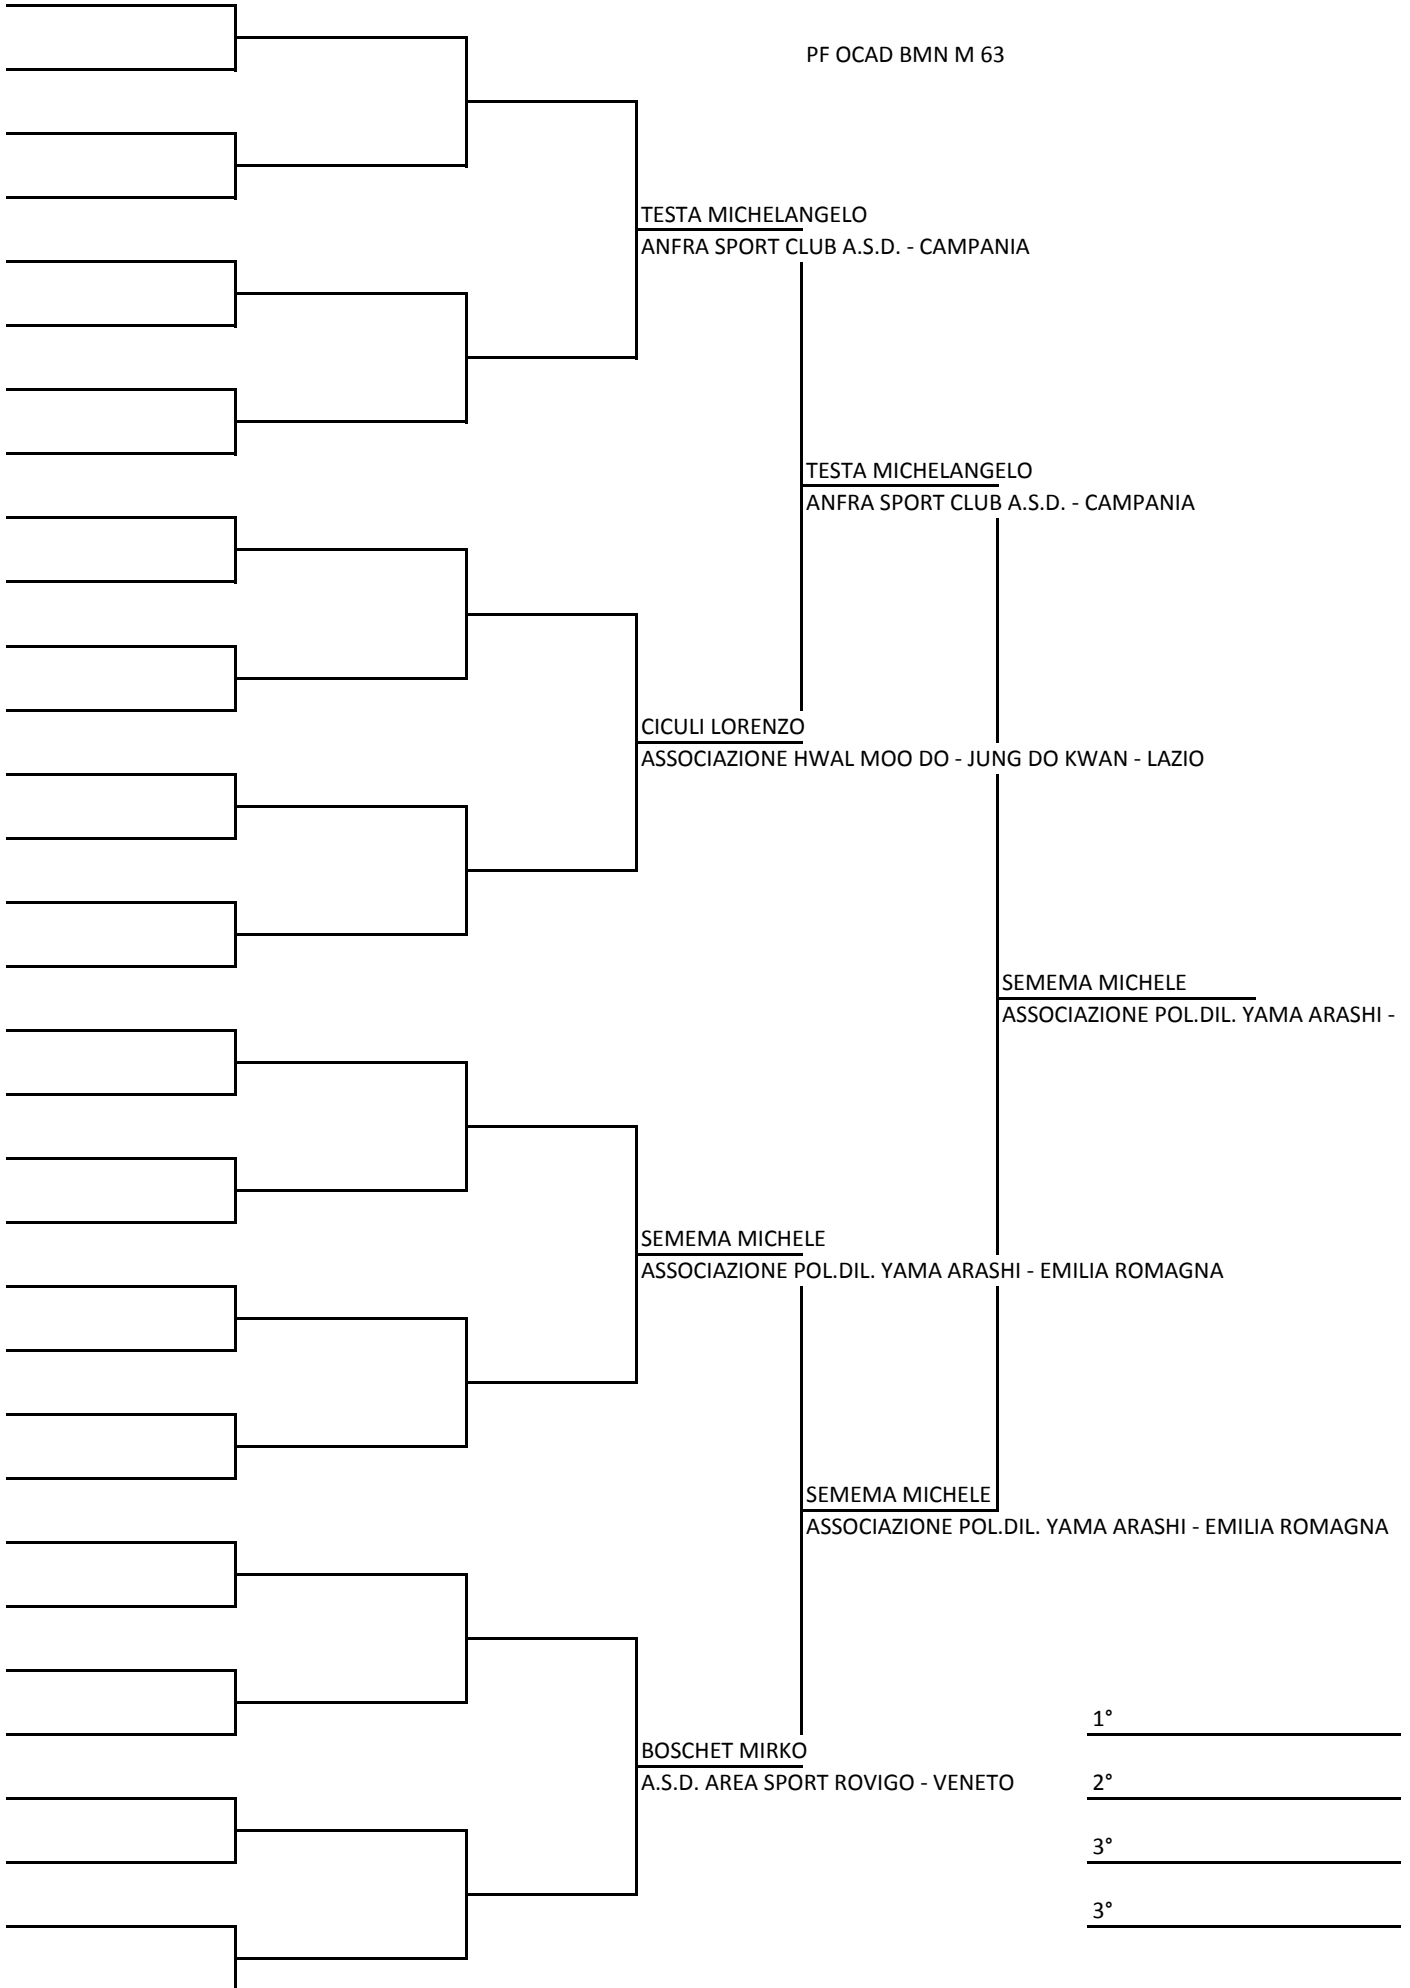 PF OCAD BMN M 63
TESTA MICHELANGELO
ANFRA SPORT CLUB A.S.D. - CAMPANIA
TESTA MICHELANGELO
ANFRA SPORT CLUB A.S.D. - CAMPANIA
CICULI LORENZO
ASSOCIAZIONE HWAL MOO DO - JUNG DO KWAN - LAZIO
SEMEMA MICHELE
ASSOCIAZIONE POL.DIL. YAMA ARASHI -
SEMEMA MICHELE
ASSOCIAZIONE POL.DIL. YAMA ARASHI - EMILIA ROMAGNA
SEMEMA MICHELE
ASSOCIAZIONE POL.DIL. YAMA ARASHI - EMILIA ROMAGNA
1°
BOSCHET MIRKO
A.S.D. AREA SPORT ROVIGO - VENETO
2°
3°
3°